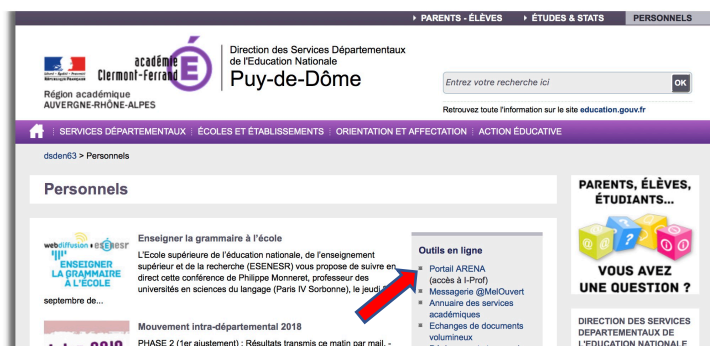 PARENTS - ÉLÈVES ÉTUDES & STATS PERSONNELS
académie
Clermont-Ferrand
Région académique
AUVERGNE-RHÔNE-ALPES
Direction des Services Départementaux
de l'Education Nationale
Puy-de-Dôme
Entrez votre recherche ici OK
Retrouvez toute l'information sur le site education.gouv.fr
SERVICES DÉPARTEMENTAUX ÉCOLES ET ÉTABLISSEMENTS ORIENTATION ET AFFECTATION ACTION ÉDUCATIVE
dsden63 > Personnels
Personnels
webdiffusion esenesr
ENSEIGNER
LA GRAMMAIRE
À L'ÉCOLE
Enseigner la grammaire à l'école
L'Ecole supérieure de l'éducation nationale, de l'enseignement
supérieur et de la recherche (ESENESR) vous propose de suivre en
direct cette conférence de Philippe Monneret, professeur des
universités en sciences du langage (Paris IV Sorbonne), le jeudi
septembre de...
Mouvement intra-départemental 2018
PHASE 2 (1er ajustement) : Résultats transmis ce matin par mail. -
Outils en ligne
Portail ARENA
(accès à I-Prof)
Messagerie @MelOuvert
Annuaire des services
académiques
Echanges de documents
volumineux
PARENTS, ÉLÈVES,
ÉTUDIANTS...
VOUS AVEZ
UNE QUESTION ?
DIRECTION DES SERVICES
DEPARTEMENTAUX DE
L'EDUCATION NATIONALE